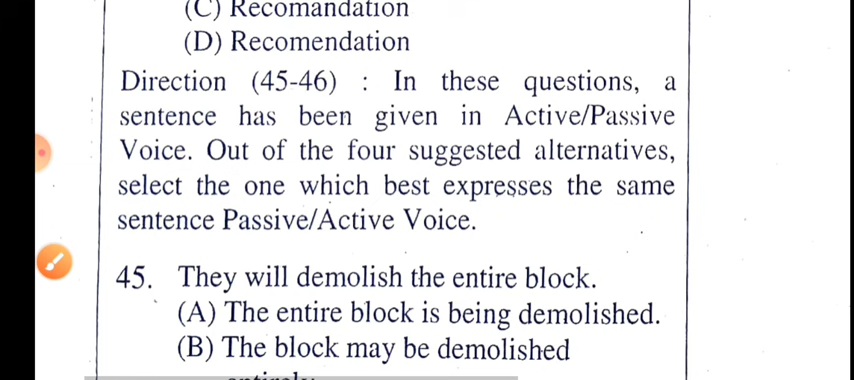 (C) Recomandation
(D) Recomendation
Direction (45-46) : In these questions, a
sentence has been given in Active/Passive
Voice. Out of the four suggested alternatives,
select the one which best expresses the same
sentence Passive/Active Voice.
45. They will demolish the entire block.
(A) The entire block is being demolished.
(B) The block may be demolished